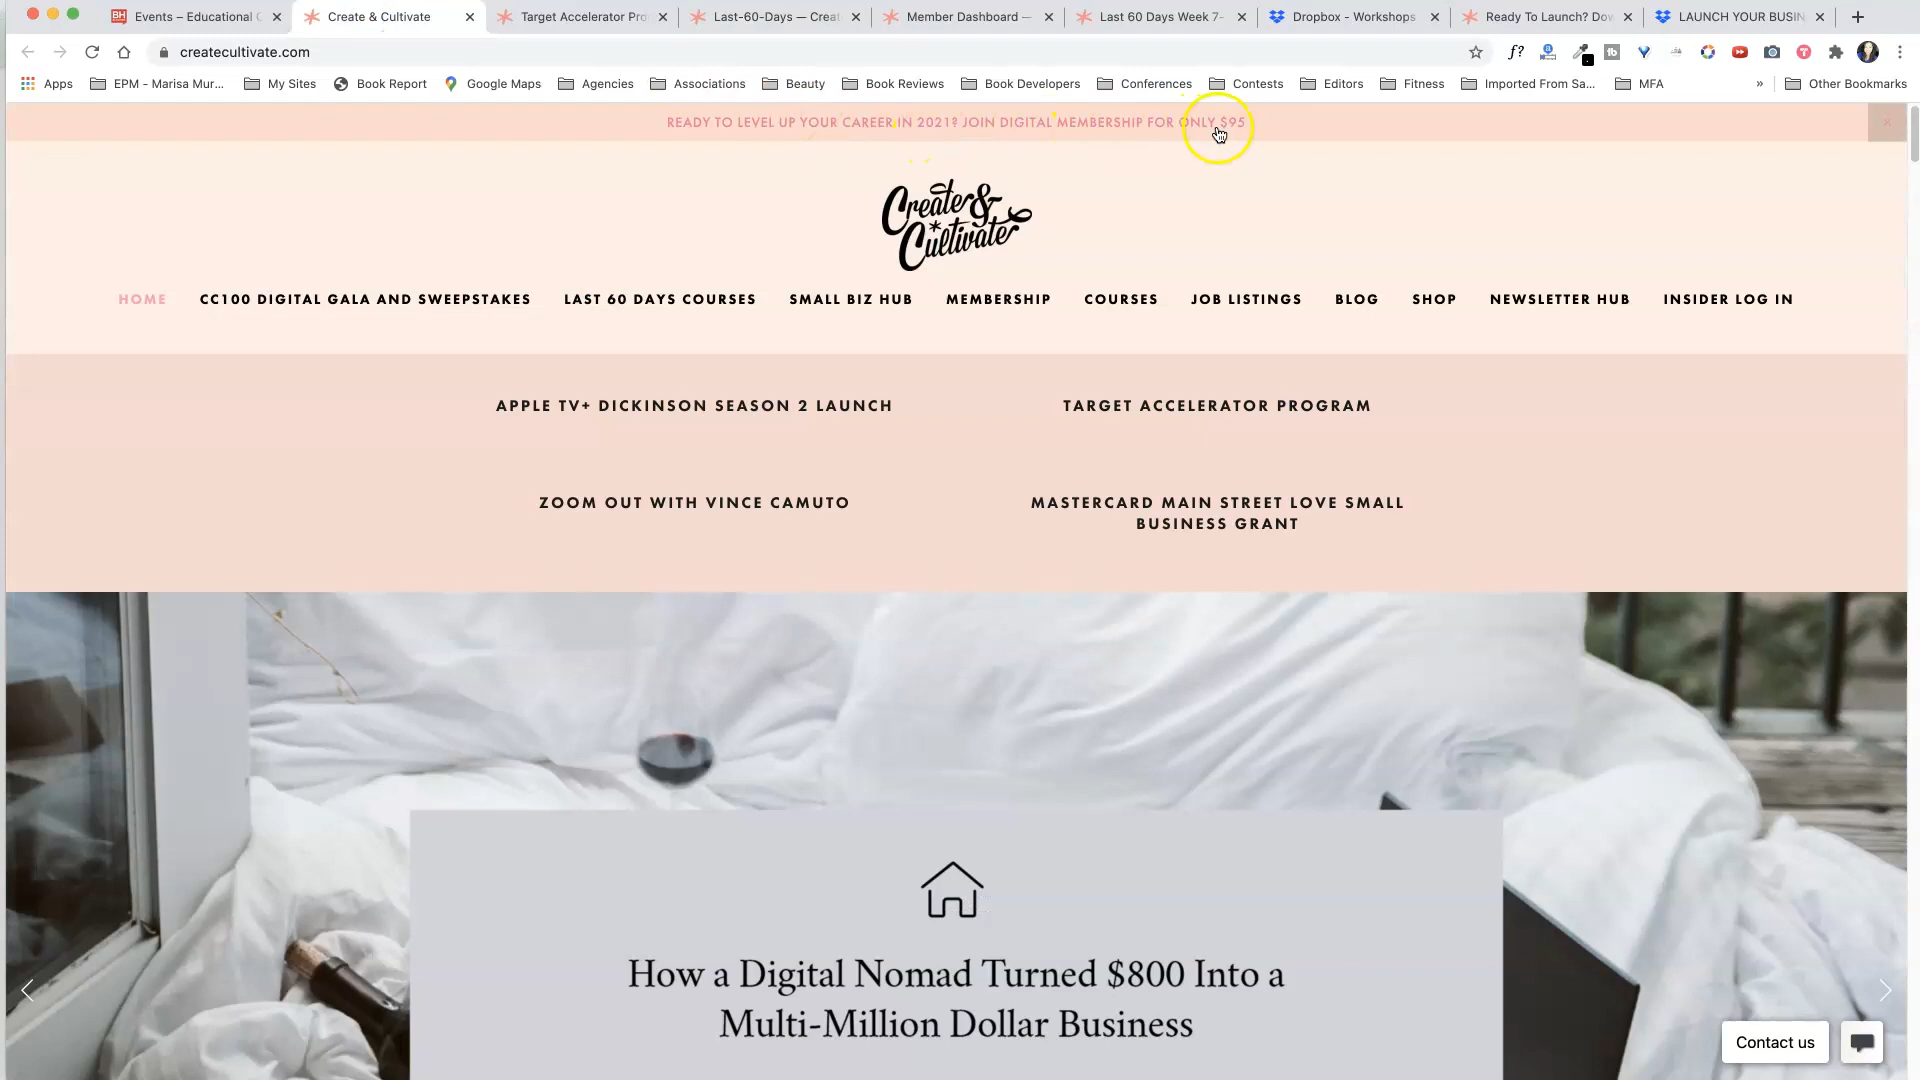 Events – Educational
Create & Cultivate
Target Accelerator Pro
Last-60-Days — Creat
Member Dashboard —
Last 60 Days Week 7-
Dropbox - Workshops
Ready To Launch? Dow
LAUNCH YOUR BUSIN
createcultivate.com
Apps
EPM - Marisa Mur...
My Sites
Book Report
Google Maps
Agencies
Associations
Beauty
Book Reviews
Book Developers
Conferences
Contests
Editors
Fitness
Imported From Sa...
MFA
»
Other Bookmarks
READY TO LEVEL UP YOUR CAREER IN 2021? JOIN DIGITAL MEMBERSHIP FOR ONLY $95
Create &
Cultivate
HOME
CC100 DIGITAL GALA AND SWEEPSTAKES
LAST 60 DAYS COURSES
SMALL BIZ HUB
MEMBERSHIP
COURSES
JOB LISTINGS
BLOG
SHOP
NEWSLETTER HUB
INSIDER LOG IN
APPLE TV+ DICKINSON SEASON 2 LAUNCH
TARGET ACCELERATOR PROGRAM
ZOOM OUT WITH VINCE CAMUTO
MASTERCARD MAIN STREET LOVE SMALL
BUSINESS GRANT
How a Digital Nomad Turned $800 Into a
Multi-Million Dollar Business
Contact us